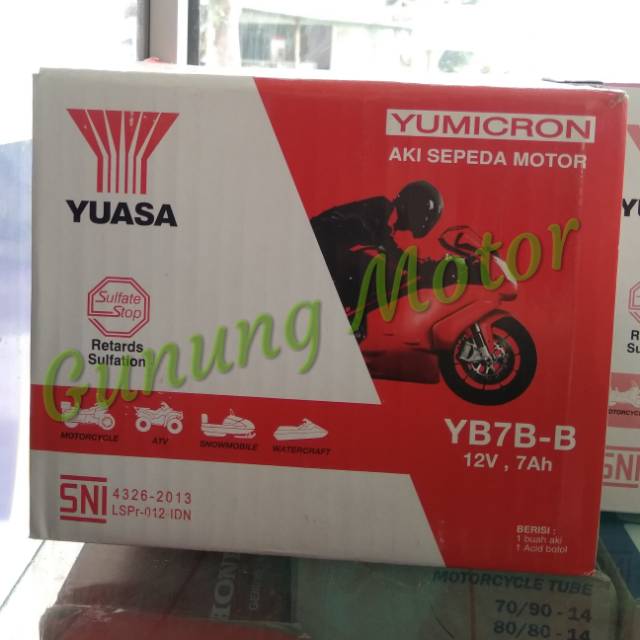 YUASA
YUMICRON
AKI SEPEDA MOTOR
Sulfate
Stop
Retards
Sulfation
Gunung Motor
MOTORCYCLE
ATV
SNOWMOBILE
WATERCRAFT
YB7B-B
12V , 7Ah
SNI
4326-2013
LSPr-012-IDN
BERISI :
1 buah aki
1 Acid botol
MOTORCYCLE TUBE
70/90 - 14
80/80 - 14